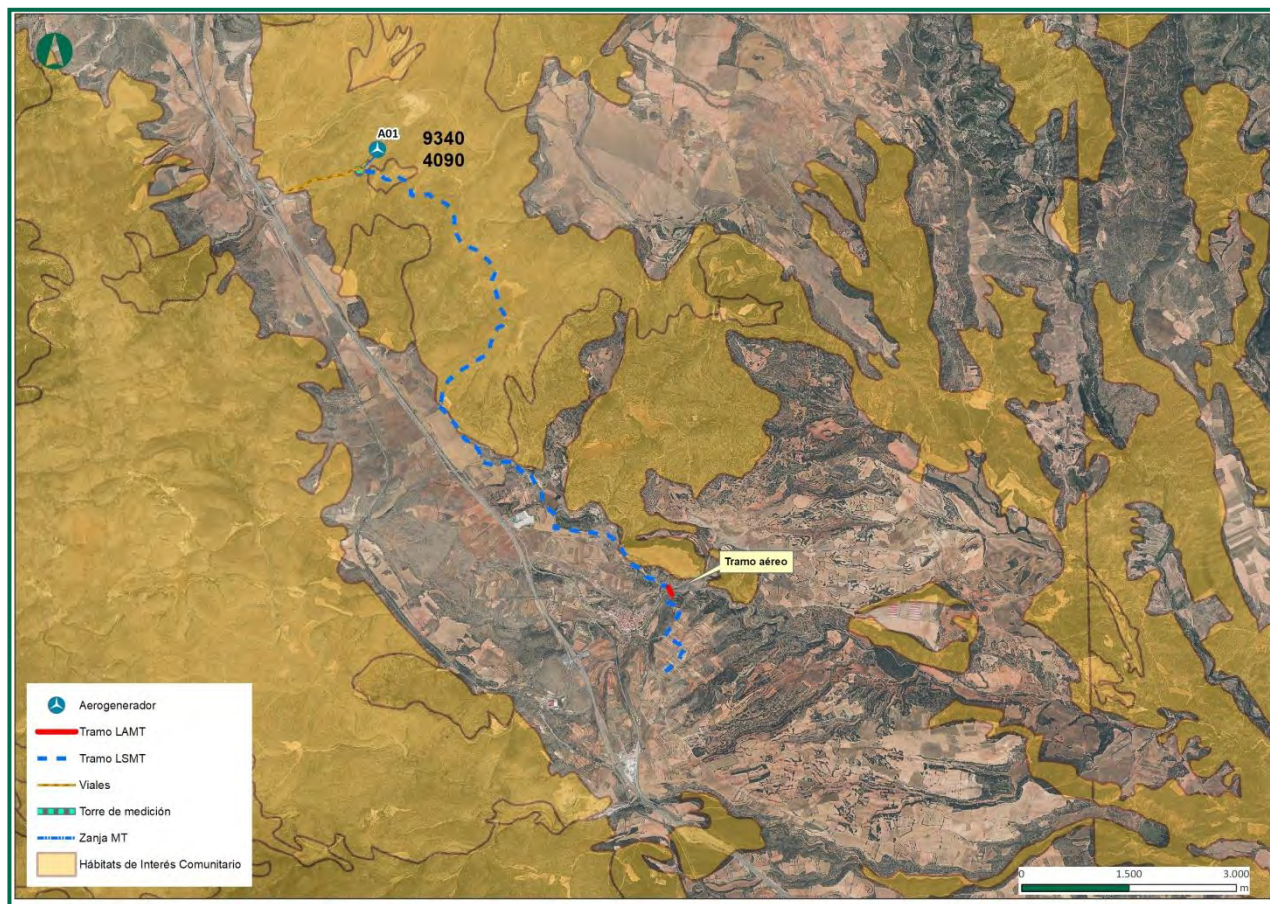 A01
9340
4090
Tramo aéreo
Aerogenerador
Tramo LAMT
Tramo LSMT
Viales
Torre de medición
Zanja MT
Hábitats de Interés Comunitario
0 1.500 3.000
m